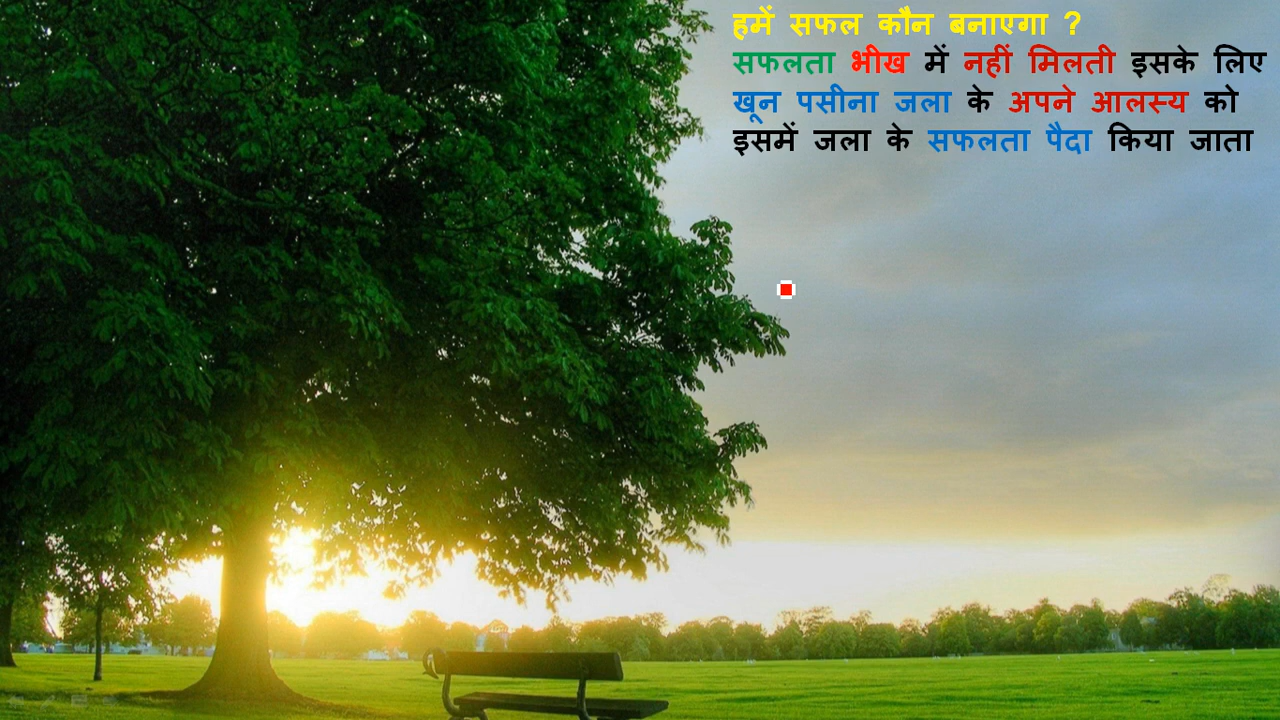 हमें सफल कौन बनाएगा ?
सफलता भीख में नहीं मिलती इसके लिए
खून पसीना जला के अपने आलस्य को
इसमें जला के सफलता पैदा किया जाता